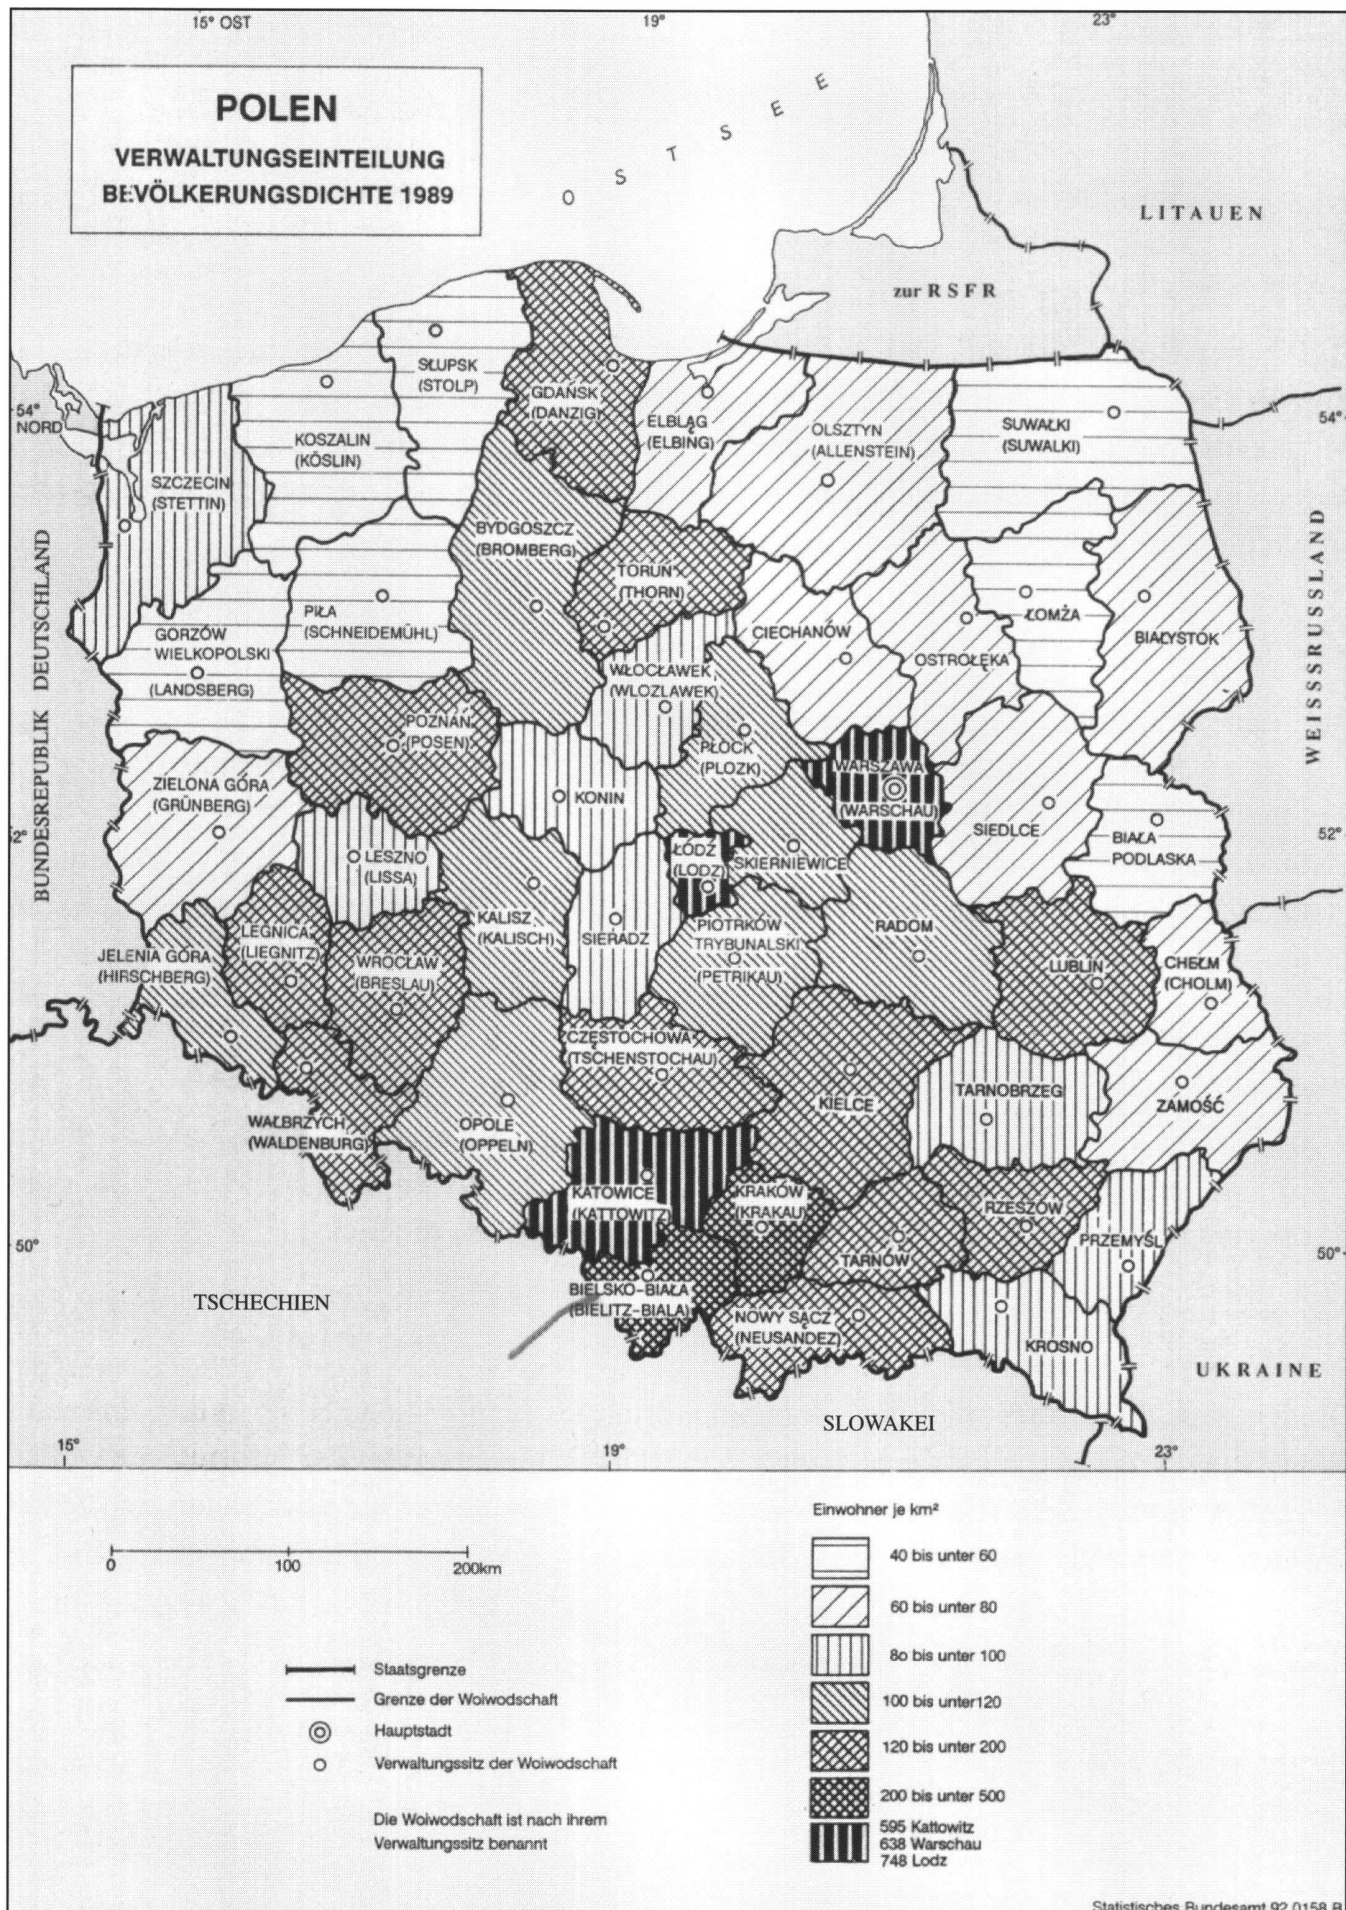 15° OST
19°
23°
POLEN
VERWALTUNGSEINTEILUNG
BEVÖLKERUNGSDICHTE 1989
OSTSEE
LITAUEN
zur RSFR
SŁUPSK
(STOLP)
GDAŃSK
(DANZIG)
54°
NORD
54°
KOSZALIN
(KÖSLIN)
ELBLĄG
(ELBING)
OLSZTYN
(ALLENSTEIN)
SUWAŁKI
(SUWALKI)
SZCZECIN
(STETTIN)
BYDGOSZCZ
(BROMBERG)
TORUŃ
(THORN)
BUNDESREPUBLIK DEUTSCHLAND
WEISSRUSSLAND
PIŁA
(SCHNEIDEMÜHL)
GORZÓW
WIELKOPOLSKI
(LANDSBERG)
CIECHANÓW
OSTROŁĘKA
ŁOMŻA
BIAŁYSTOK
WŁOCŁAWEK
(WLOZLAWEK)
POZNAŃ
(POSEN)
PŁOCK
(PLOZK)
WARSZAWA
(WARSCHAU)
ZIELONA GÓRA
(GRÜNBERG)
KONIN
SIEDLCE
2°
52°
BIAŁA
PODLASKA
LESZNO
(LISSA)
ŁÓDŹ
(LODZ)
SKIERNIEWICE
KALISZ
(KALISCH)
SIERADZ
PIOTRKÓW
TRYBUNALSKI
(PETRIKAU)
RADOM
LEGNICA
(LIEGNITZ)
JELENIA GÓRA
(HIRSCHBERG)
WROCŁAW
(BRESLAU)
LUBLIN
CHEŁM
(CHOLM)
CZĘSTOCHOWA
(TSCHENSTOCHAU)
KIELCE
TARNOBRZEG
ZAMOŚĆ
WAŁBRZYCH
(WALDENBURG)
OPOLE
(OPPELN)
KATOWICE
(KATTOWITZ
KRAKÓW
(KRAKAU)
RZESZÓW
PRZEMYŚL
50°
50°
TARNÓW
TSCHECHIEN
BIELSKO-BIAŁA
(BIELITZ-BIALA)
NOWY SĄCZ
(NEUSANDEZ)
KROSNO
UKRAINE
SLOWAKEI
15°
19°
23°
Einwohner je km²
40 bis unter 60
60 bis unter 80
8o bis unter 100
100 bis unter120
120 bis unter 200
200 bis unter 500
595 Kattowitz
638 Warschau
748 Lodz
0 100 200km
Staatsgrenze
Grenze der Woiwodschaft
Hauptstadt
Verwaltungssitz der Woiwodschaft
Die Woiwodschaft ist nach ihrem
Verwaltungssitz benannt
Statistisches Bundesamt 92 0158 B